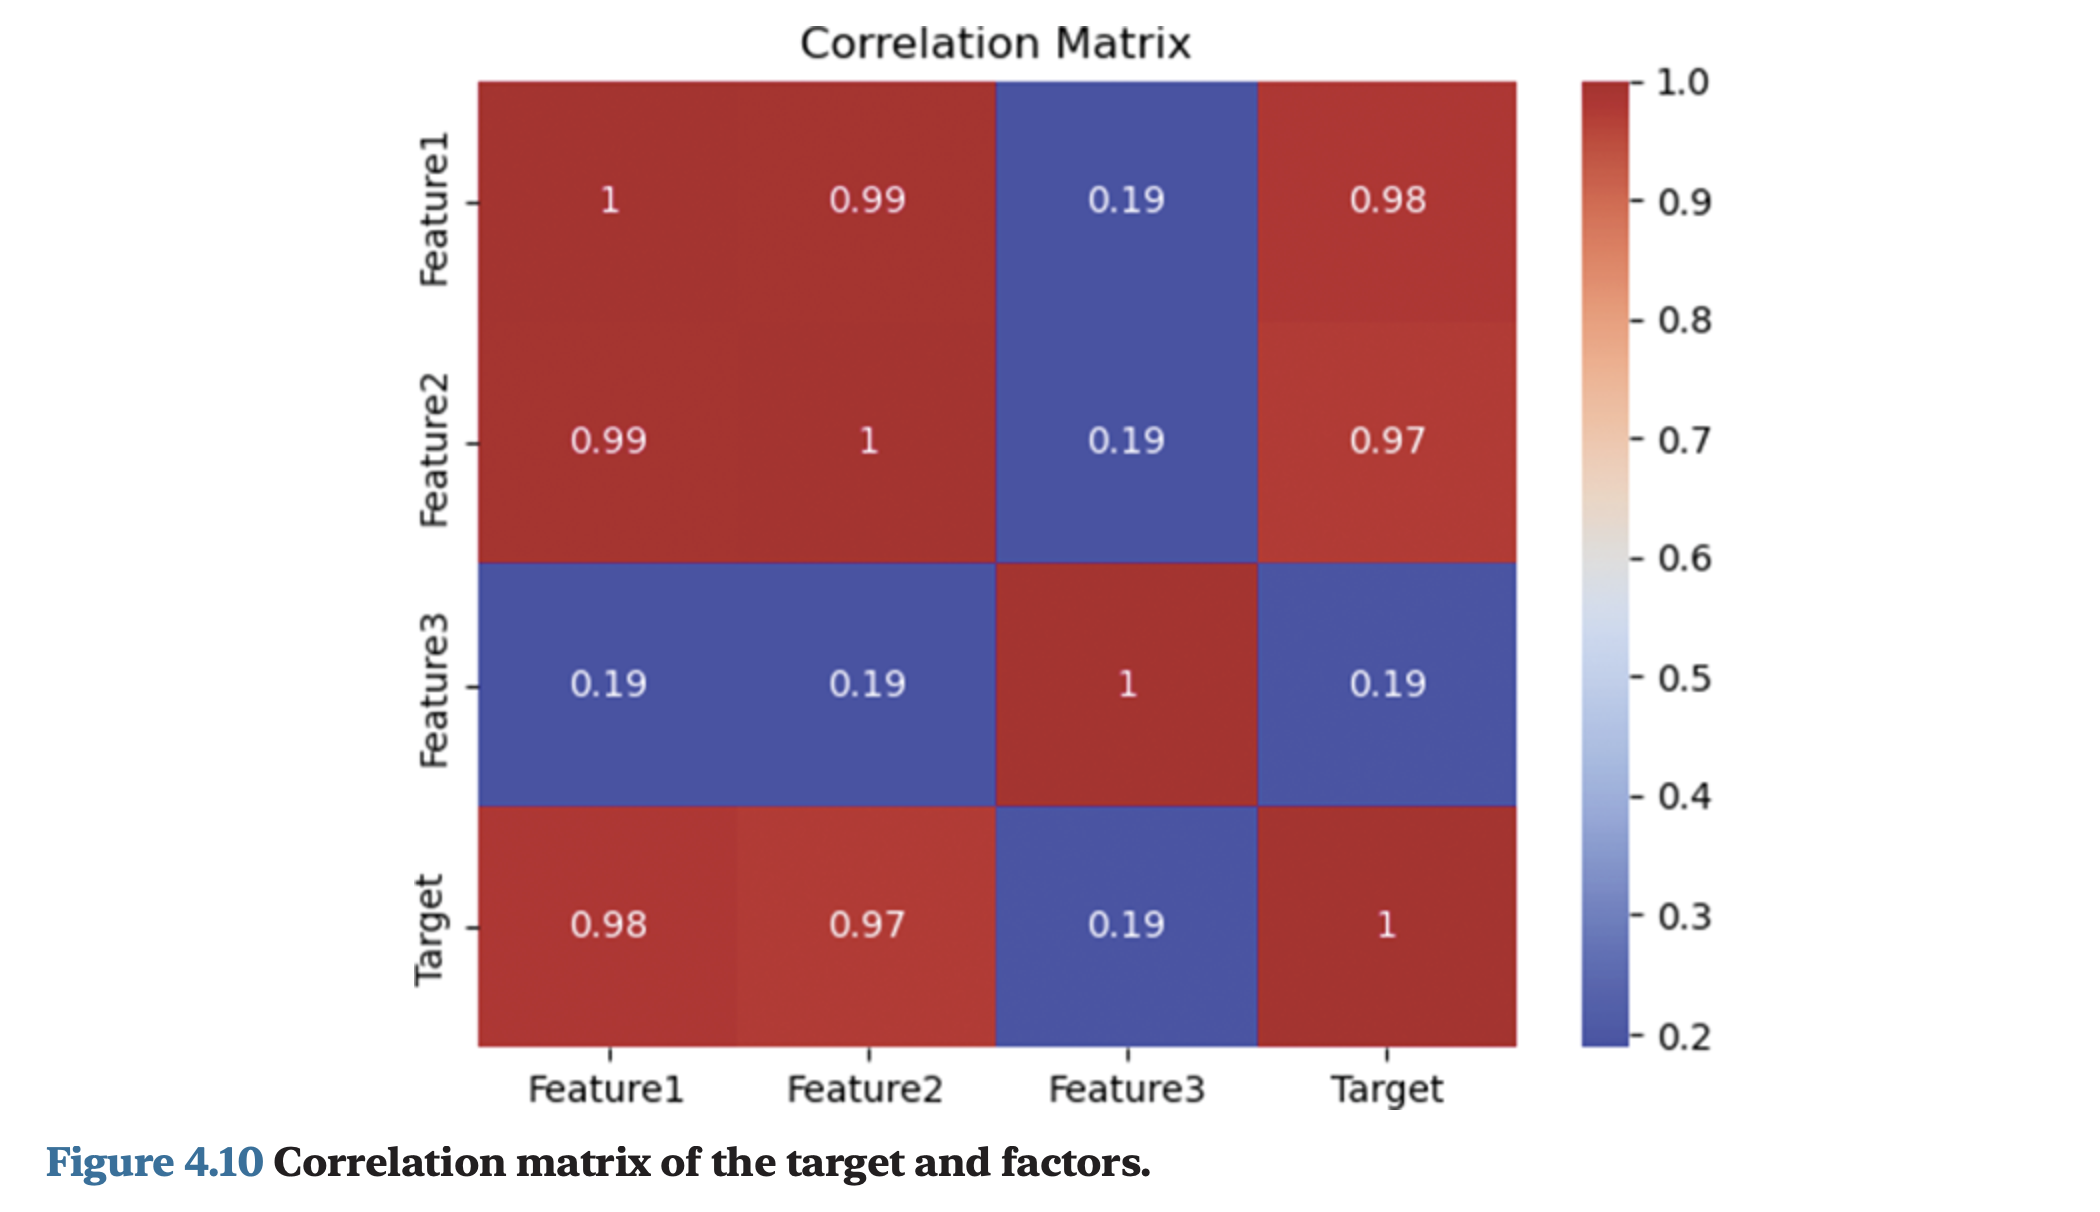 Correlation Matrix
Feature1 1 0.99 0.19 0.98
Feature2 0.99 1 0.19 0.97
Feature3 0.19 0.19 1 0.19
Target 0.98 0.97 0.19 1
Feature1 Feature2 Feature3 Target
1.0
0.9
0.8
0.7
0.6
0.5
0.4
0.3
0.2
Figure 4.10 Correlation matrix of the target and factors.